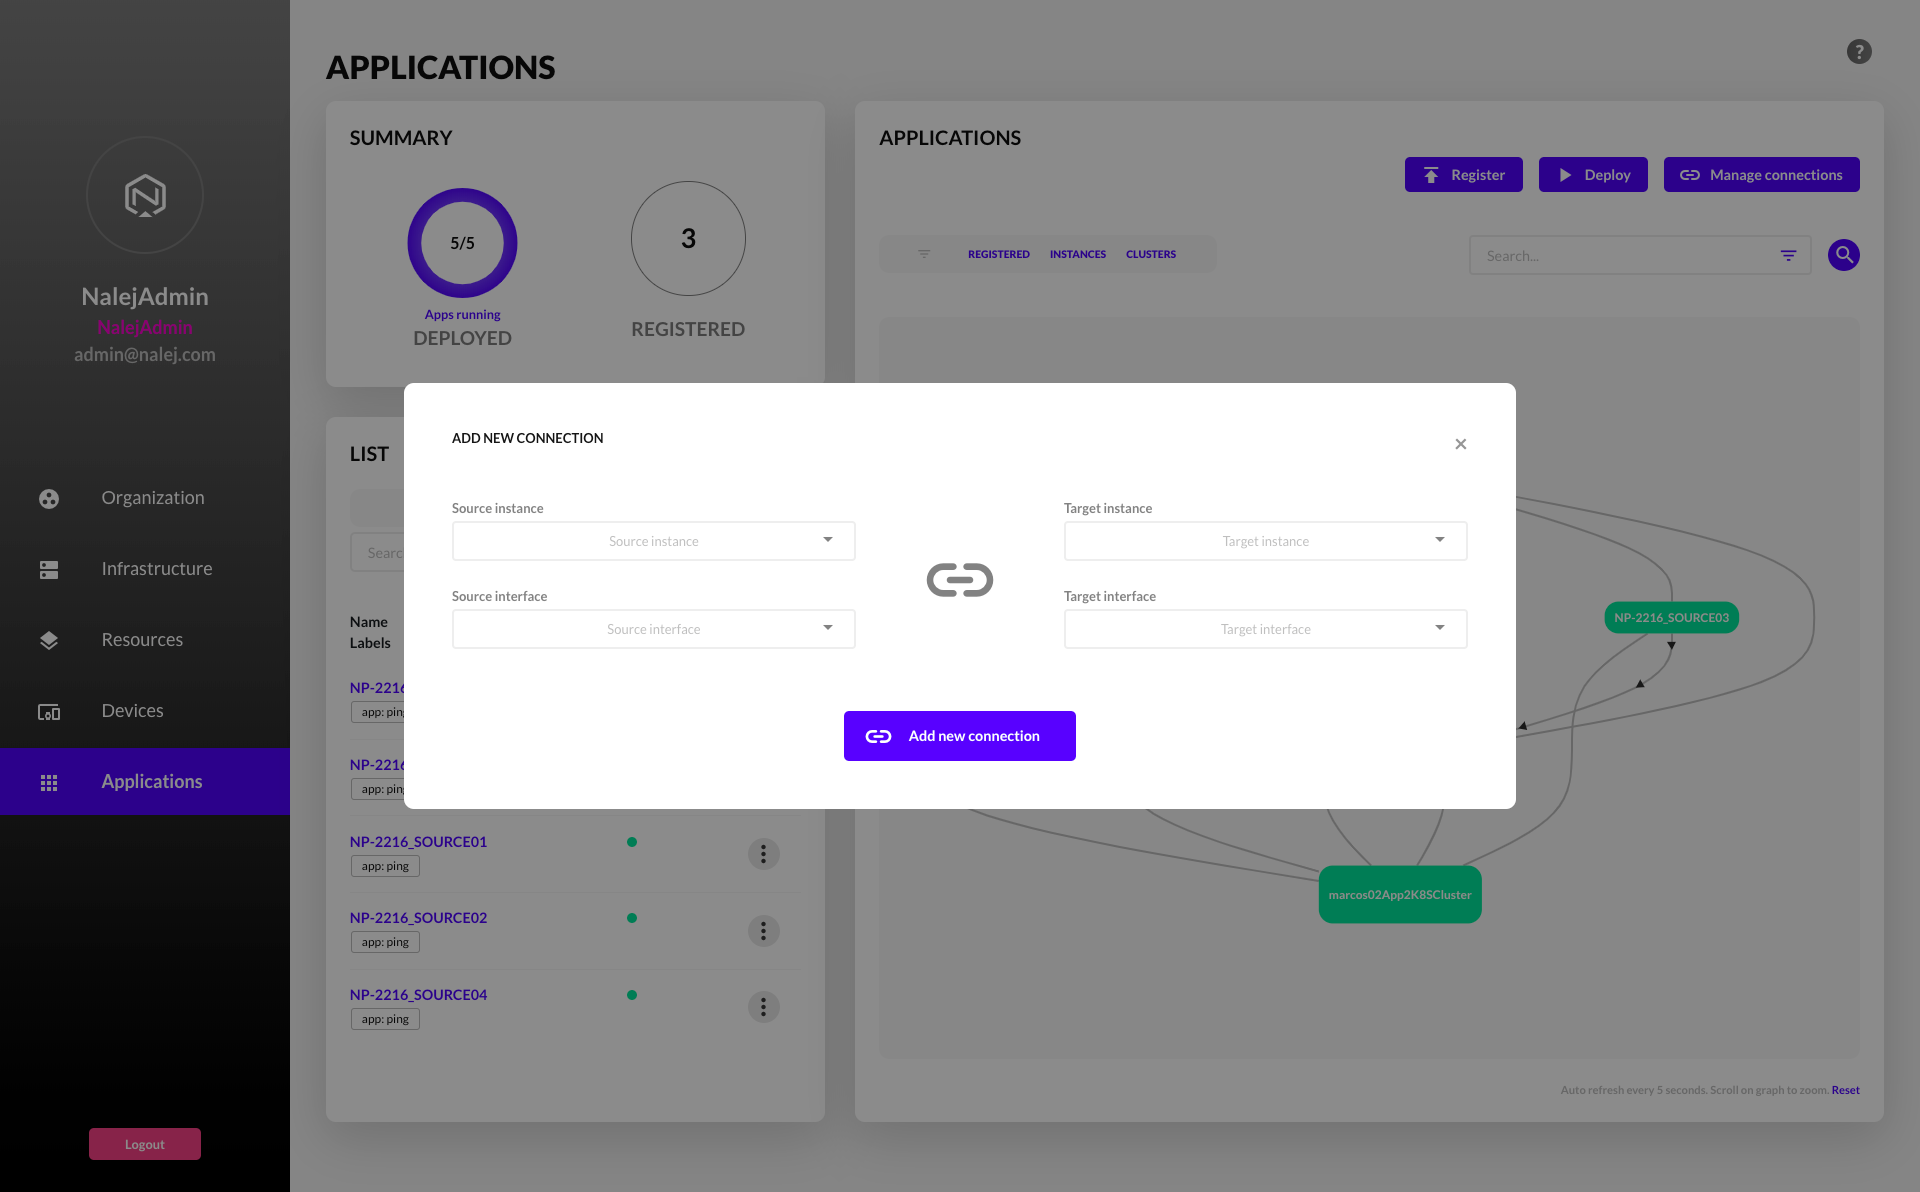 NalejAdmin
NalejAdmin
admin@nalej.com
Organization
Infrastructure
Resources
Devices
Applications
Logout
APPLICATIONS
?
SUMMARY
5/5
Apps running
DEPLOYED
3
REGISTERED
APPLICATIONS
Register
Deploy
Manage connections
REGISTERED INSTANCES CLUSTERS
Search...
LIST
Searc
Name
Labels
NP-2216
app: ping
NP-2216
app: ping
NP-2216_SOURCE01
app: ping
NP-2216_SOURCE02
app: ping
NP-2216_SOURCE04
app: ping
ADD NEW CONNECTION
×
Source instance
Source instance
Source interface
Source interface
Target instance
Target instance
Target interface
Target interface
Add new connection
NP-2216_SOURCE03
marcos02App2K8SCluster
Auto refresh every 5 seconds. Scroll on graph to zoom. Reset